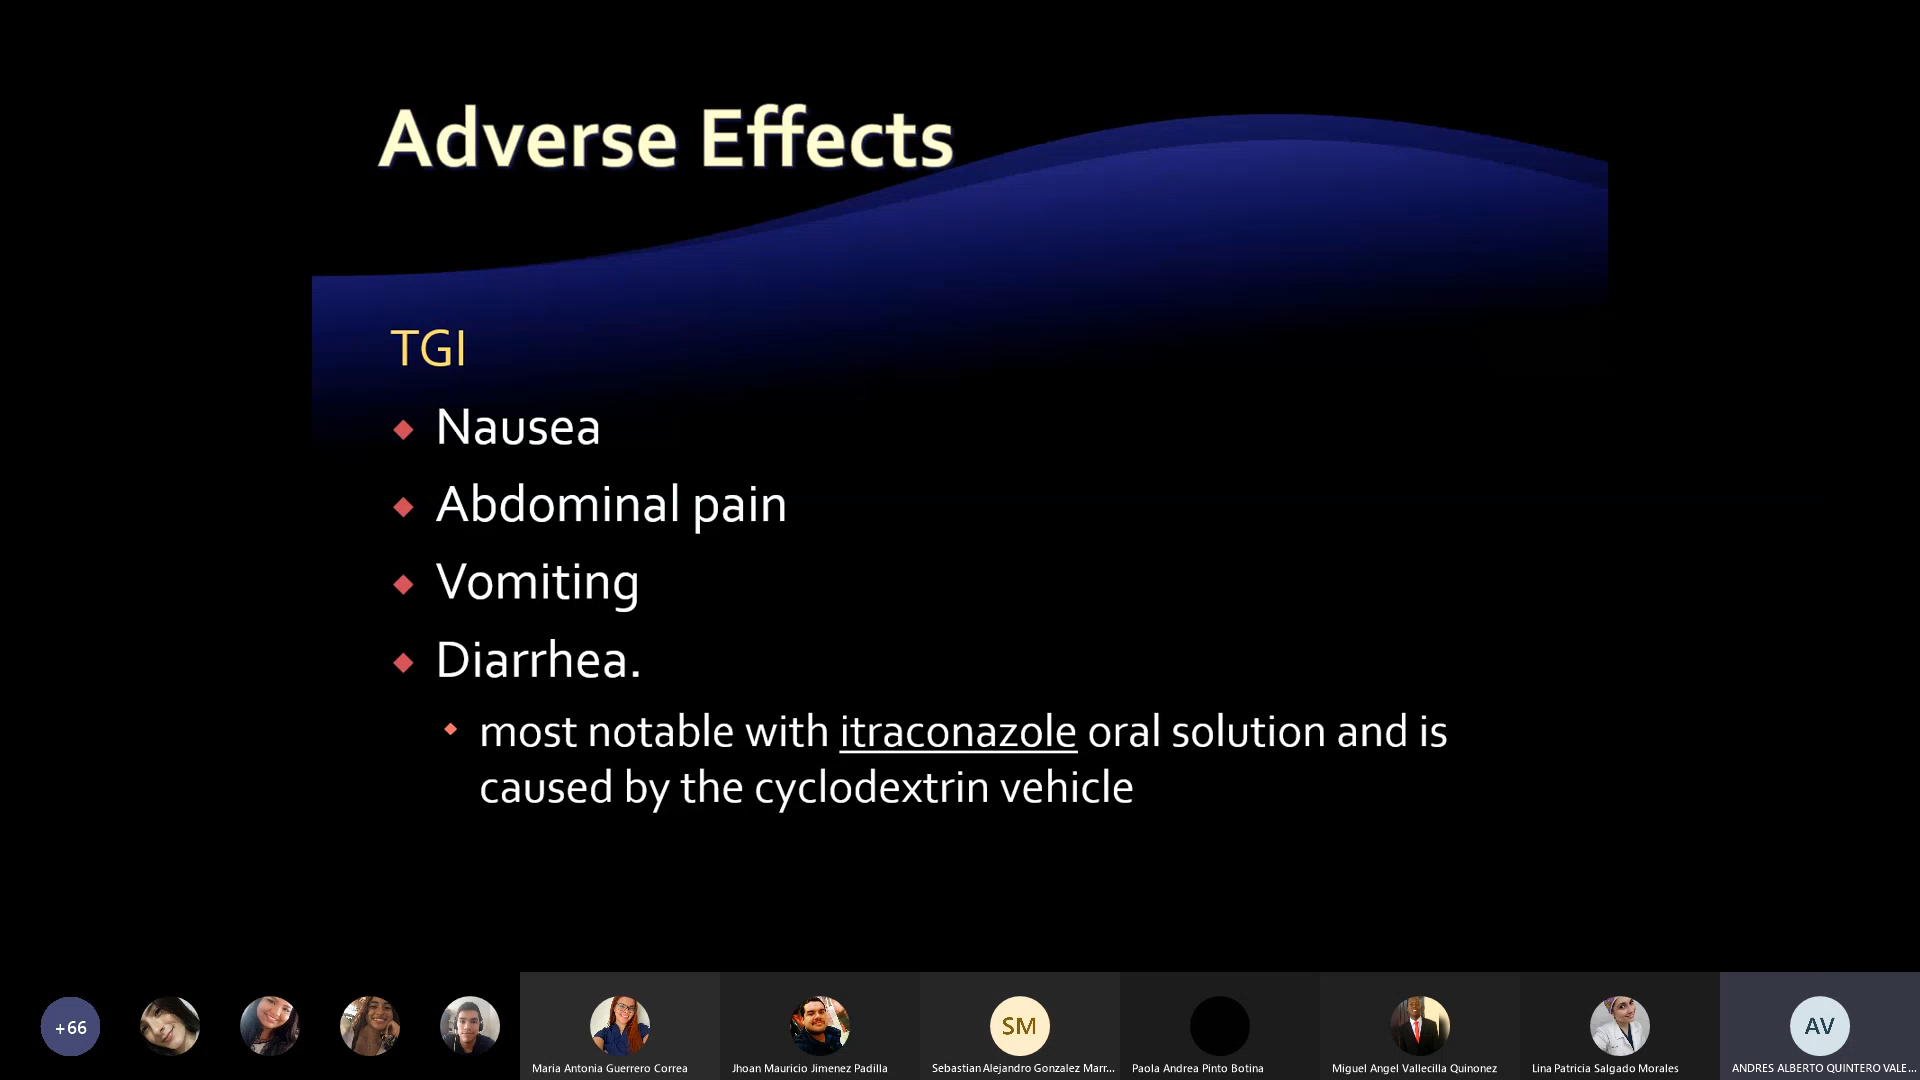 Adverse Effects
TGI
Nausea
Abdominal pain
Vomiting
Diarrhea.
most notable with itraconazole oral solution and is
caused by the cyclodextrin vehicle
+66
SM
AV
Maria Antonia Guerrero Correa
Jhoan Mauricio Jimenez Padilla
Sebastian Alejandro Gonzalez Marr...
Paola Andrea Pinto Botina
Miguel Angel Vallecilla Quinonez
Lina Patricia Salgado Morales
ANDRES ALBERTO QUINTERO VALE...